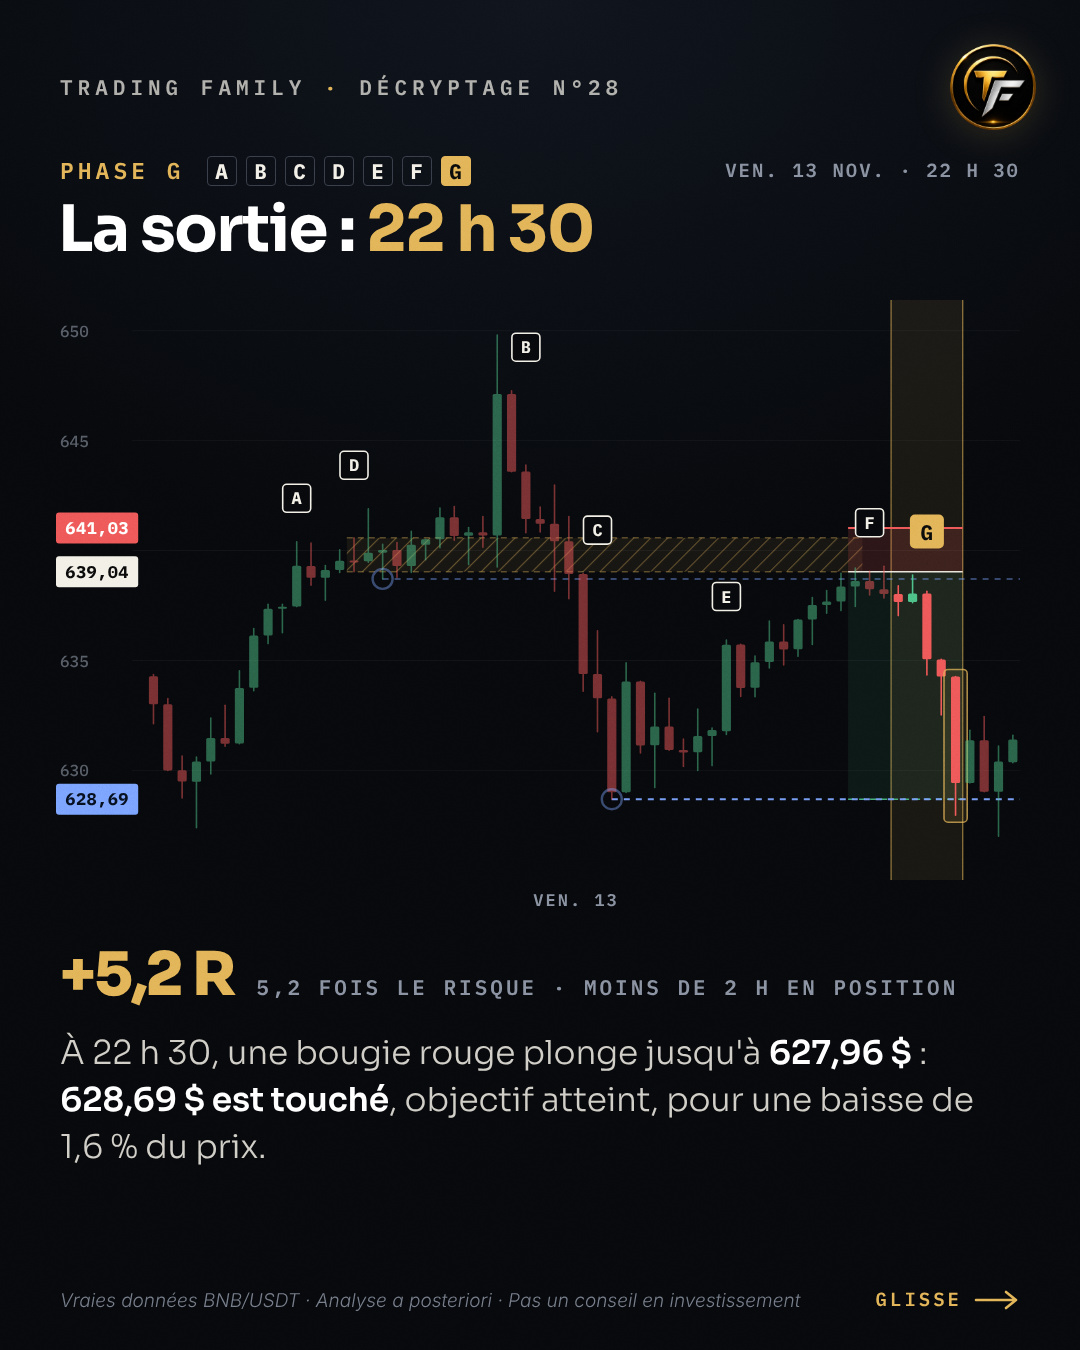 TRADING FAMILY · DÉCRYPTAGE N°28
TF
PHASE G A B C D E F G
VEN. 13 NOV. · 22 H 30
La sortie : 22 h 30
650
B
645
D
A
641,03
F
G
C
639,04
E
635
630
628,69
VEN. 13
+5,2 R 5,2 FOIS LE RISQUE · MOINS DE 2 H EN POSITION
À 22 h 30, une bougie rouge plonge jusqu'à 627,96 $ :
628,69 $ est touché, objectif atteint, pour une baisse de
1,6 % du prix.
Vraies données BNB/USDT · Analyse a posteriori · Pas un conseil en investissement
GLISSE →